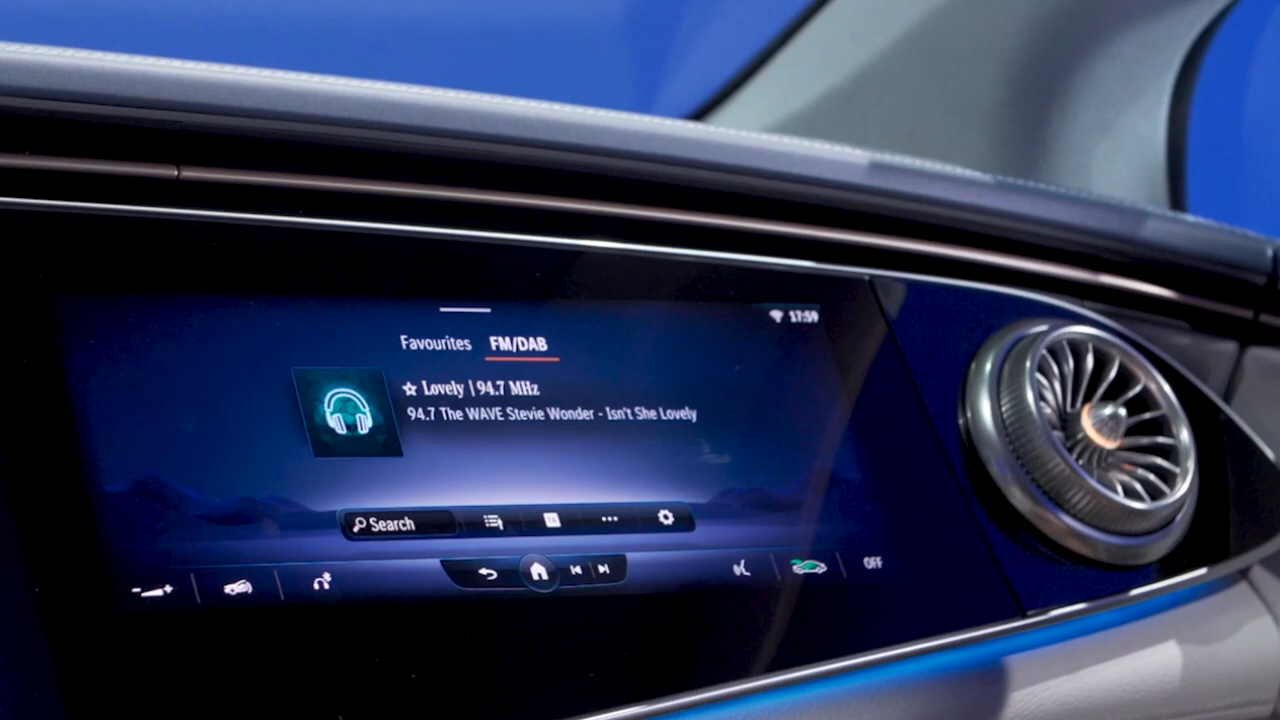 17:59
Favourites FM/DAB
Lovely | 94.7 MHz
94.7 The WAVE Stevie Wonder - Isn't She Lovely
Search
OFF